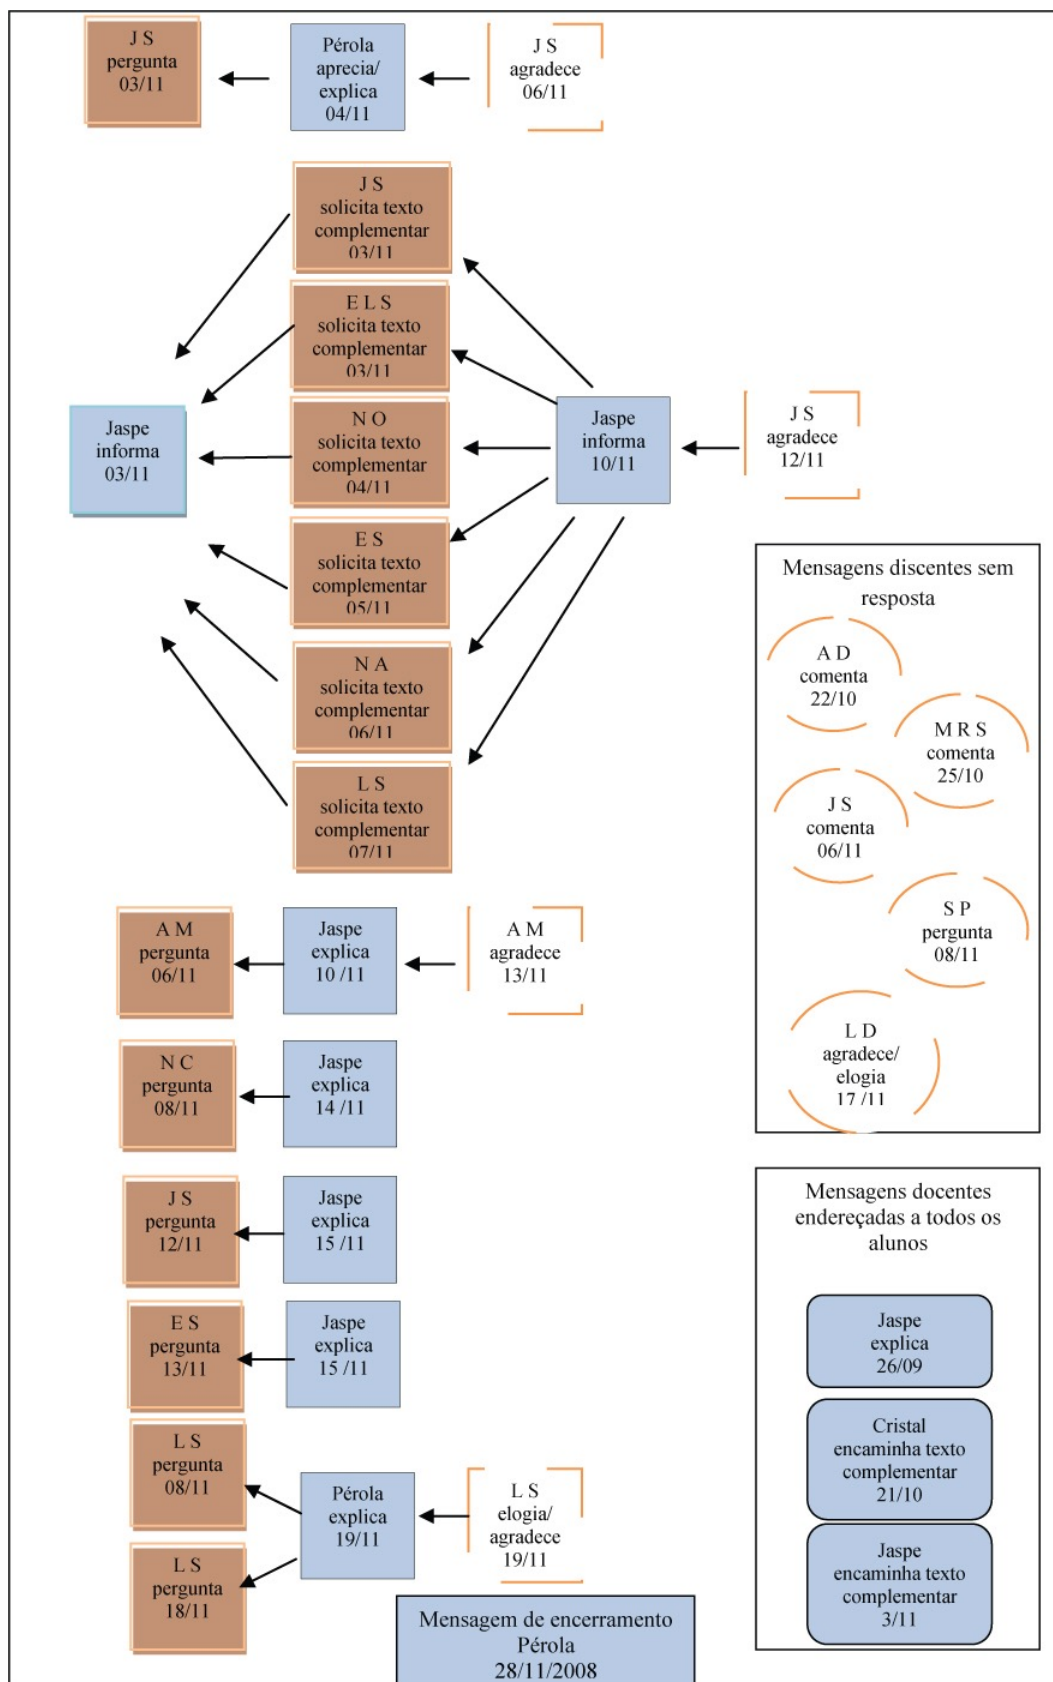 J S
pergunta
03/11
Pérola
aprecia/
explica
04/11
J S
agradece
06/11
J S
solicita texto
complementar
03/11
E L S
solicita texto
complementar
03/11
N O
solicita texto
complementar
04/11
E S
solicita texto
complementar
05/11
N A
solicita texto
complementar
06/11
L S
solicita texto
complementar
07/11
Jaspe
informa
03/11
Jaspe
informa
10/11
J S
agradece
12/11
A M
pergunta
06/11
Jaspe
explica
10 /11
A M
agradece
13/11
N C
pergunta
08/11
Jaspe
explica
14 /11
J S
pergunta
12/11
Jaspe
explica
15 /11
E S
pergunta
13/11
Jaspe
explica
15 /11
L S
pergunta
08/11
L S
pergunta
18/11
Pérola
explica
19/11
L S
elogia/
agradece
19/11
Mensagem de encerramento
Pérola
28/11/2008
Mensagens discentes sem
resposta
A D
comenta
22/10
M R S
comenta
25/10
J S
comenta
06/11
S P
pergunta
08/11
L D
agradece/
elogia
17 /11
Mensagens docentes
endereçadas a todos os
alunos
Jaspe
explica
26/09
Cristal
encaminha texto
complementar
21/10
Jaspe
encaminha texto
complementar
3/11